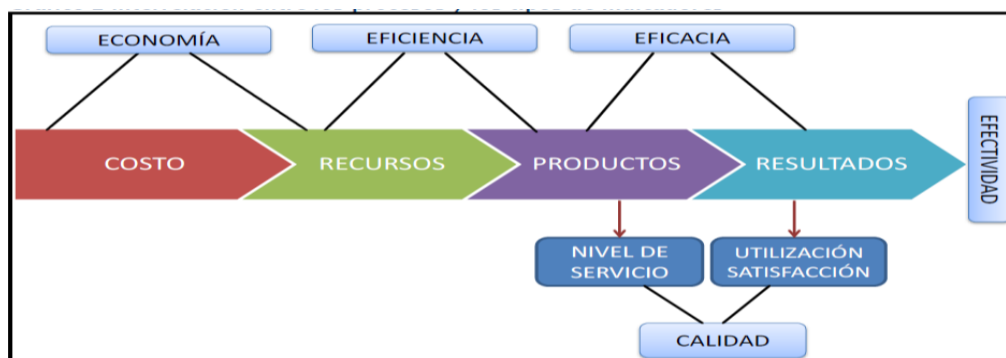 ECONOMÍA
EFICIENCIA
EFICACIA
COSTO
RECURSOS
PRODUCTOS
RESULTADOS
EFECTIVIDAD
NIVEL DE
SERVICIO
UTILIZACIÓN
SATISFACCIÓN
CALIDAD